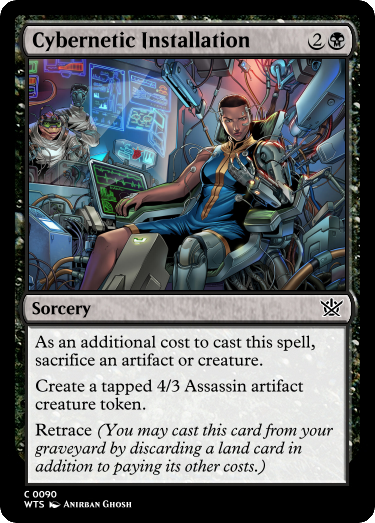 Cybernetic Installation 2
Sorcery
As an additional cost to cast this spell,
sacrifice an artifact or creature.
Create a tapped 4/3 Assassin artifact
creature token.
Retrace (You may cast this card from your
graveyard by discarding a land card in
addition to paying its other costs.)
C 0090
WTS Anirban Ghosh